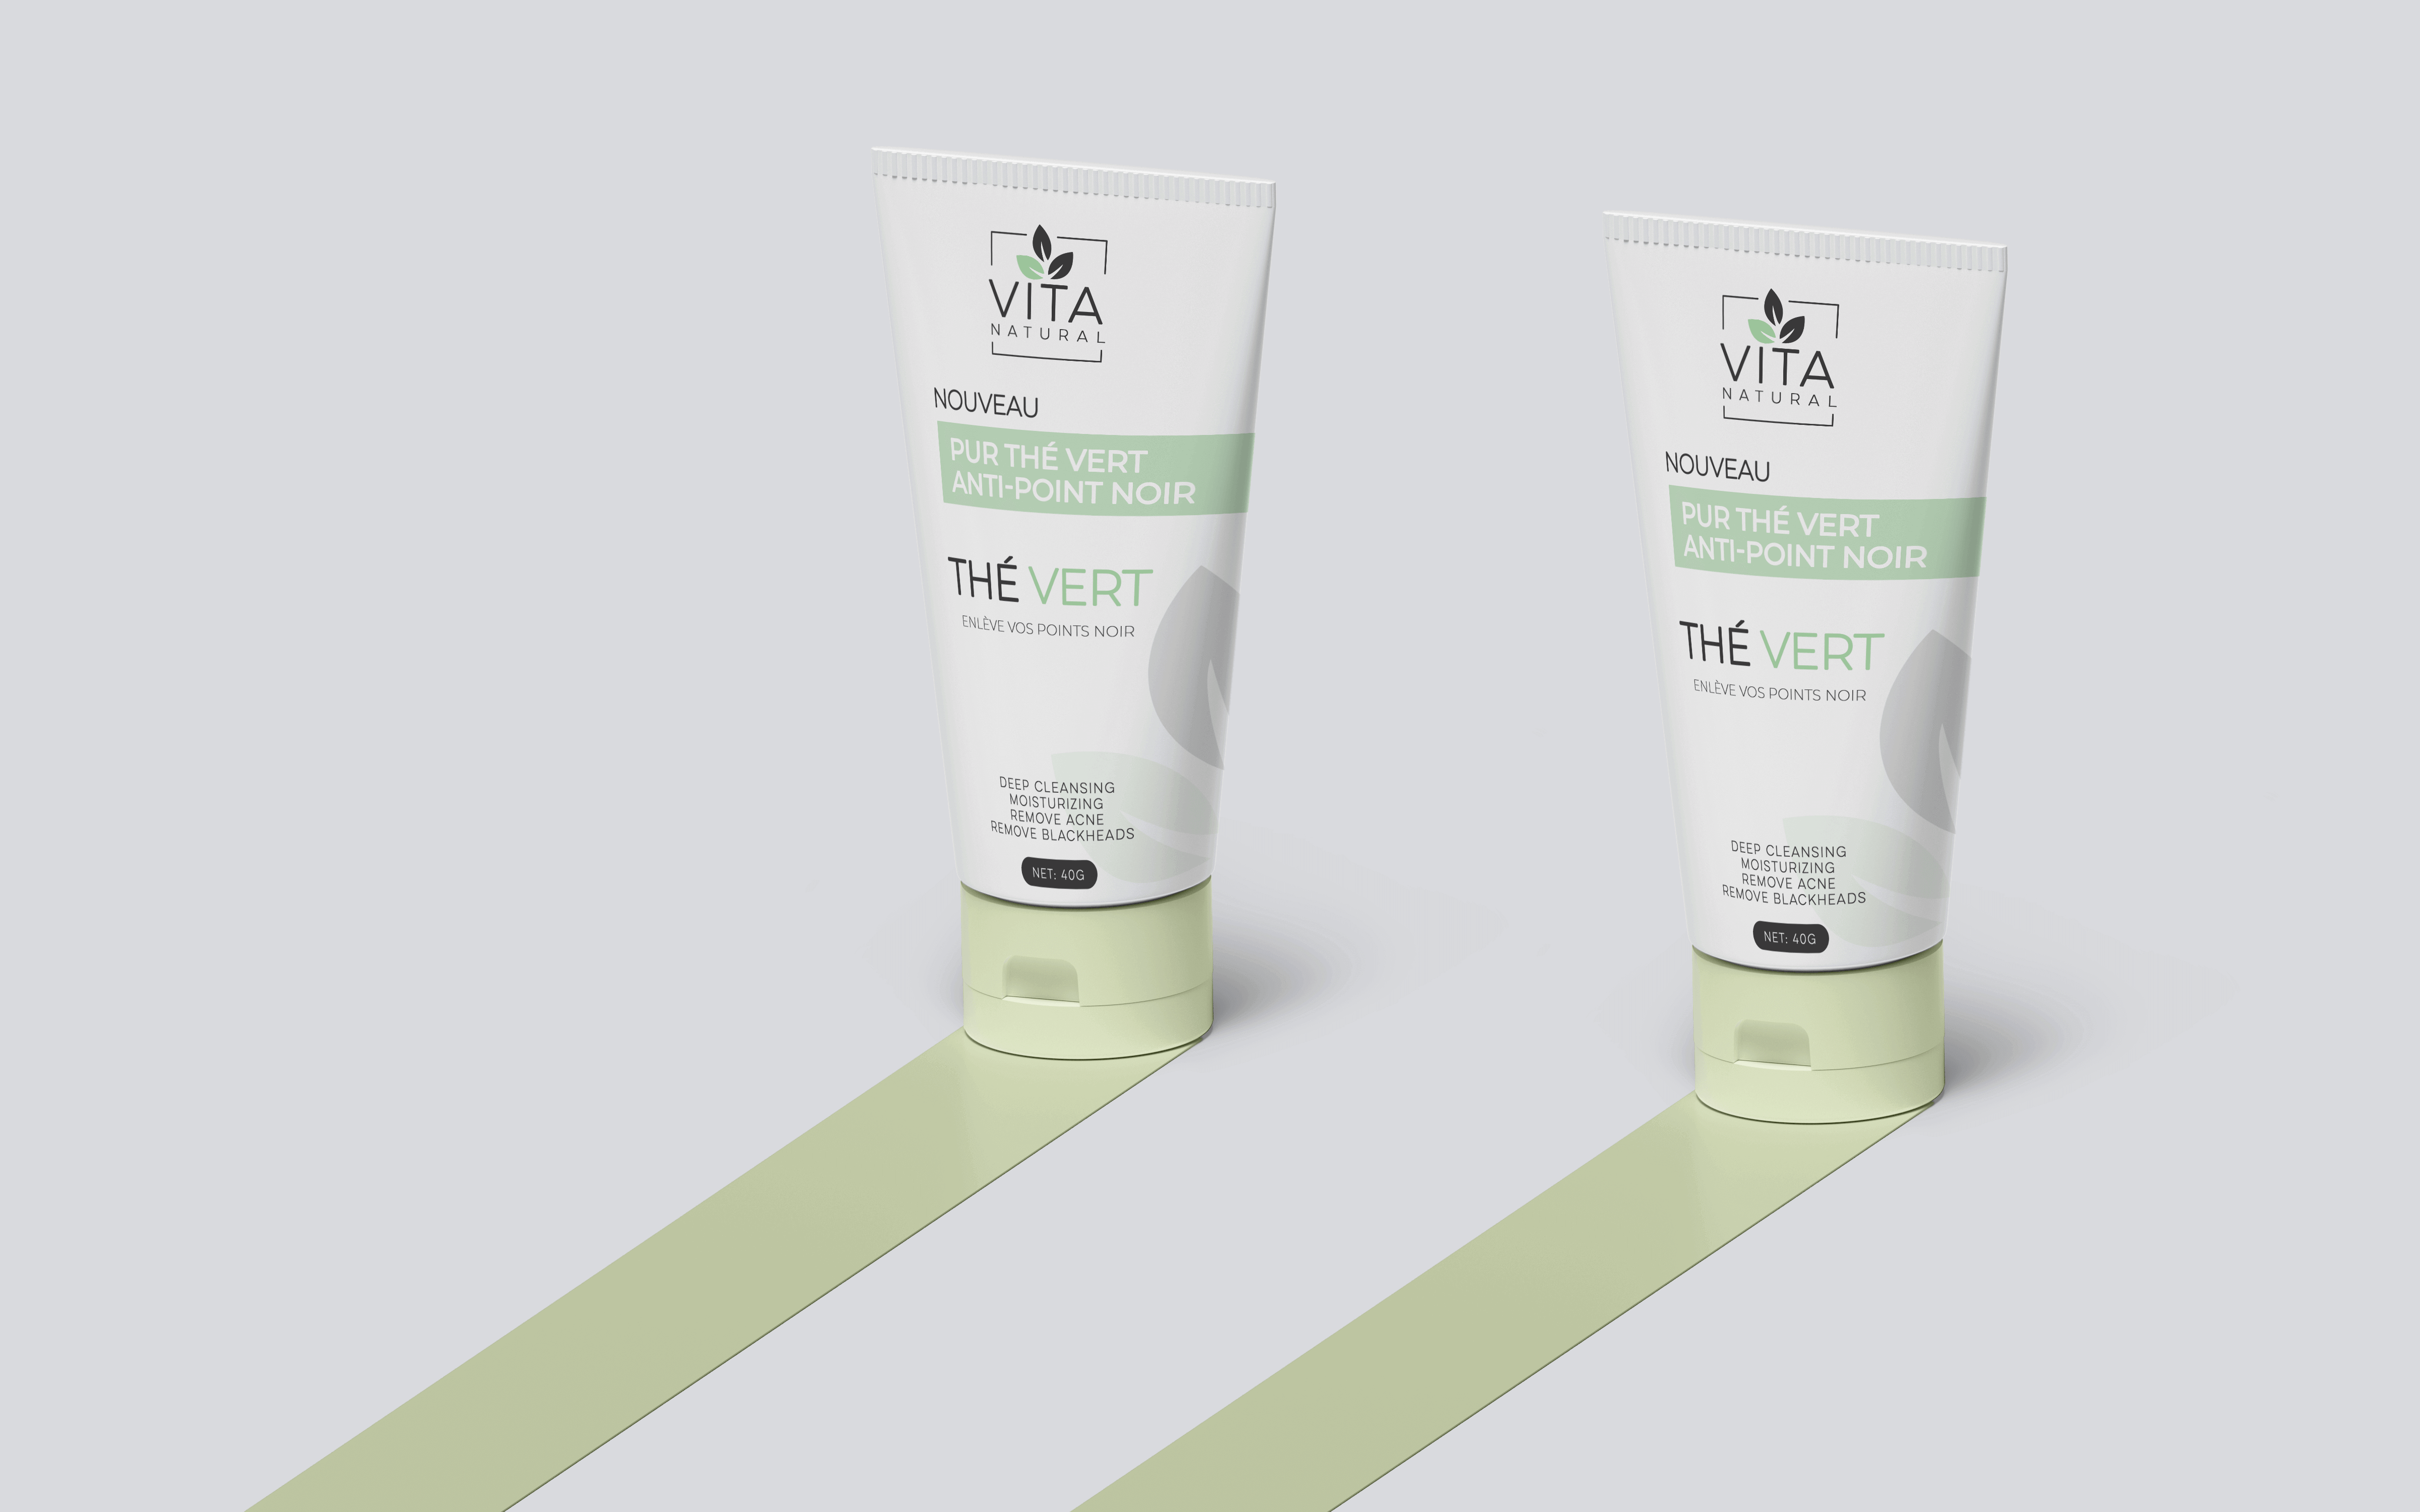 VITA
NATURAL
NOUVEAU
PUR THÉ VERT
ANTI-POINT NOIR
THÉ VERT
ENLÈVE VOS POINTS NOIR
DEEP CLEANSING
MOISTURIZING
REMOVE ACNE
REMOVE BLACKHEADS
NET: 40G
VITA
NATURAL
NOUVEAU
PUR THÉ VERT
ANTI-POINT NOIR
THÉ VERT
ENLÈVE VOS POINTS NOIR
DEEP CLEANSING
MOISTURIZING
REMOVE ACNE
REMOVE BLACKHEADS
NET: 40G